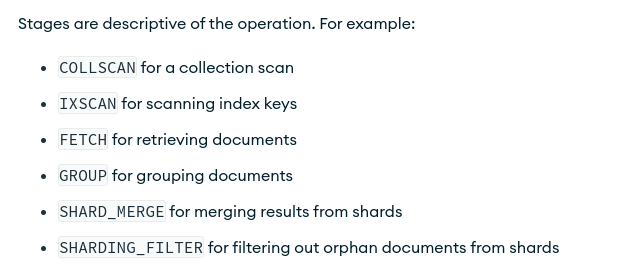 Stages are descriptive of the operation. For example:
• COLLSCAN for a collection scan
• IXSCAN for scanning index keys
• FETCH for retrieving documents
• GROUP for grouping documents
• SHARD_MERGE for merging results from shards
• SHARDING_FILTER for filtering out orphan documents from shards